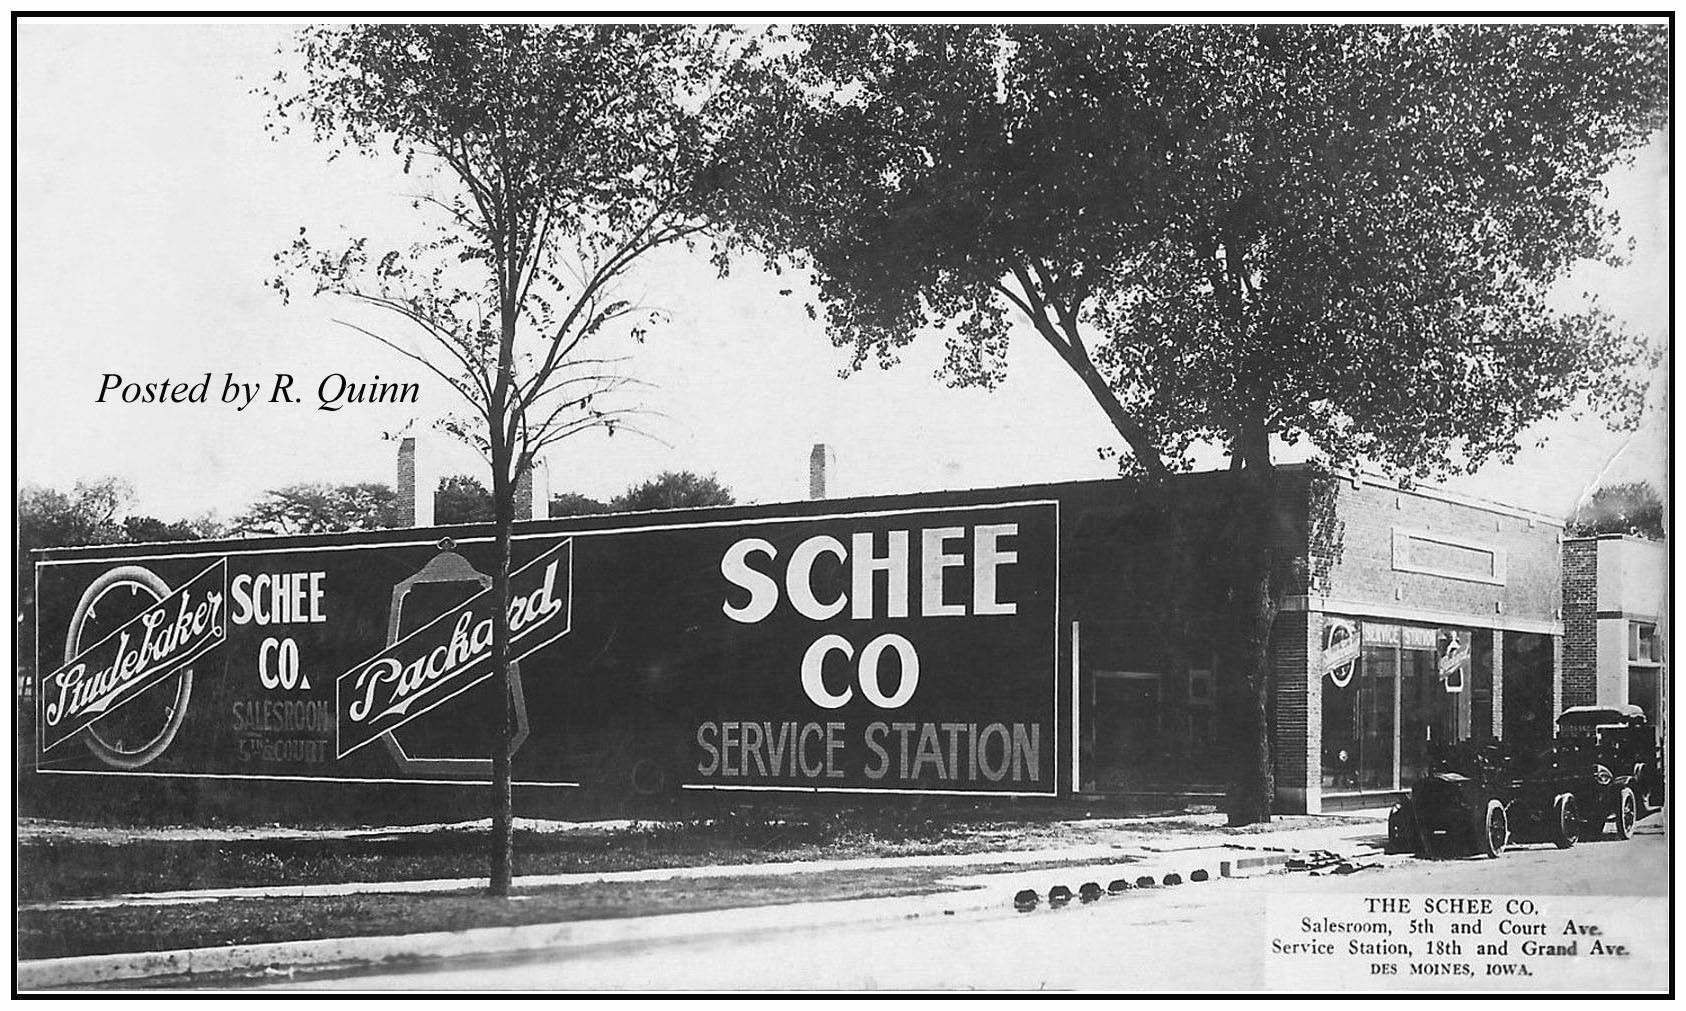 Posted by R. Quinn
Studebaker
SCHEE
CO.
SALESROOM
5TH & COURT
Packard
SCHEE
CO
SERVICE STATION
SERVICE STATION
THE SCHEE CO.
Salesroom, 5th and Court Ave.
Service Station, 18th and Grand Ave.
DES MOINES, IOWA.